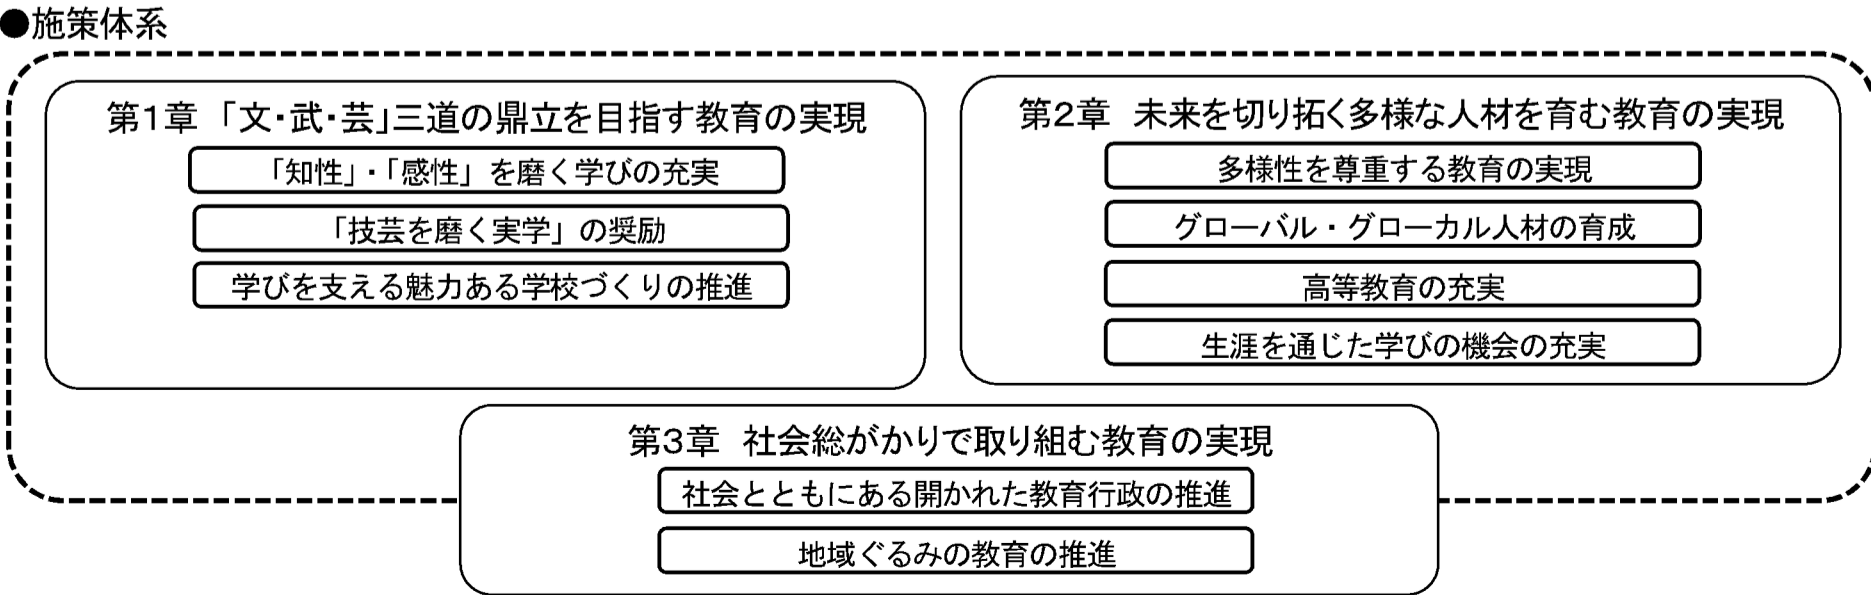 ●施策体系
第1章 「文・武・芸」三道の鼎立を目指す教育の実現
「知性」・「感性」を磨く学びの充実
「技芸を磨く実学」の奨励
学びを支える魅力ある学校づくりの推進
第2章 未来を切り拓く多様な人材を育む教育の実現
多様性を尊重する教育の実現
グローバル・グローカル人材の育成
高等教育の充実
生涯を通じた学びの機会の充実
第3章 社会総がかりで取り組む教育の実現
社会とともにある開かれた教育行政の推進
地域ぐるみの教育の推進